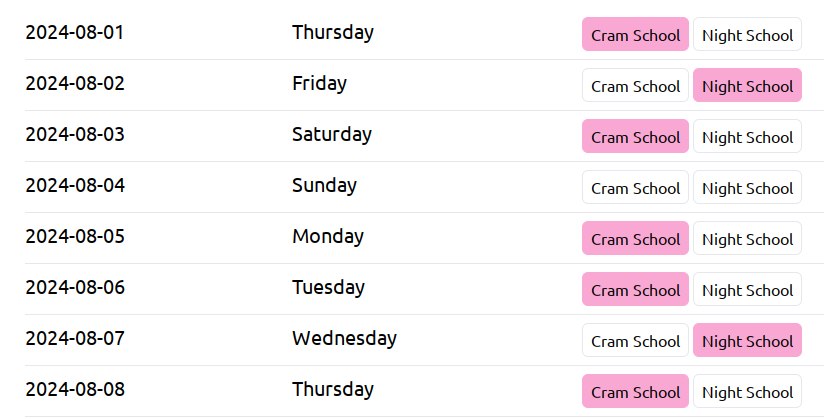 2024-08-01 Thursday Cram School Night School
2024-08-02 Friday Cram School Night School
2024-08-03 Saturday Cram School Night School
2024-08-04 Sunday Cram School Night School
2024-08-05 Monday Cram School Night School
2024-08-06 Tuesday Cram School Night School
2024-08-07 Wednesday Cram School Night School
2024-08-08 Thursday Cram School Night School